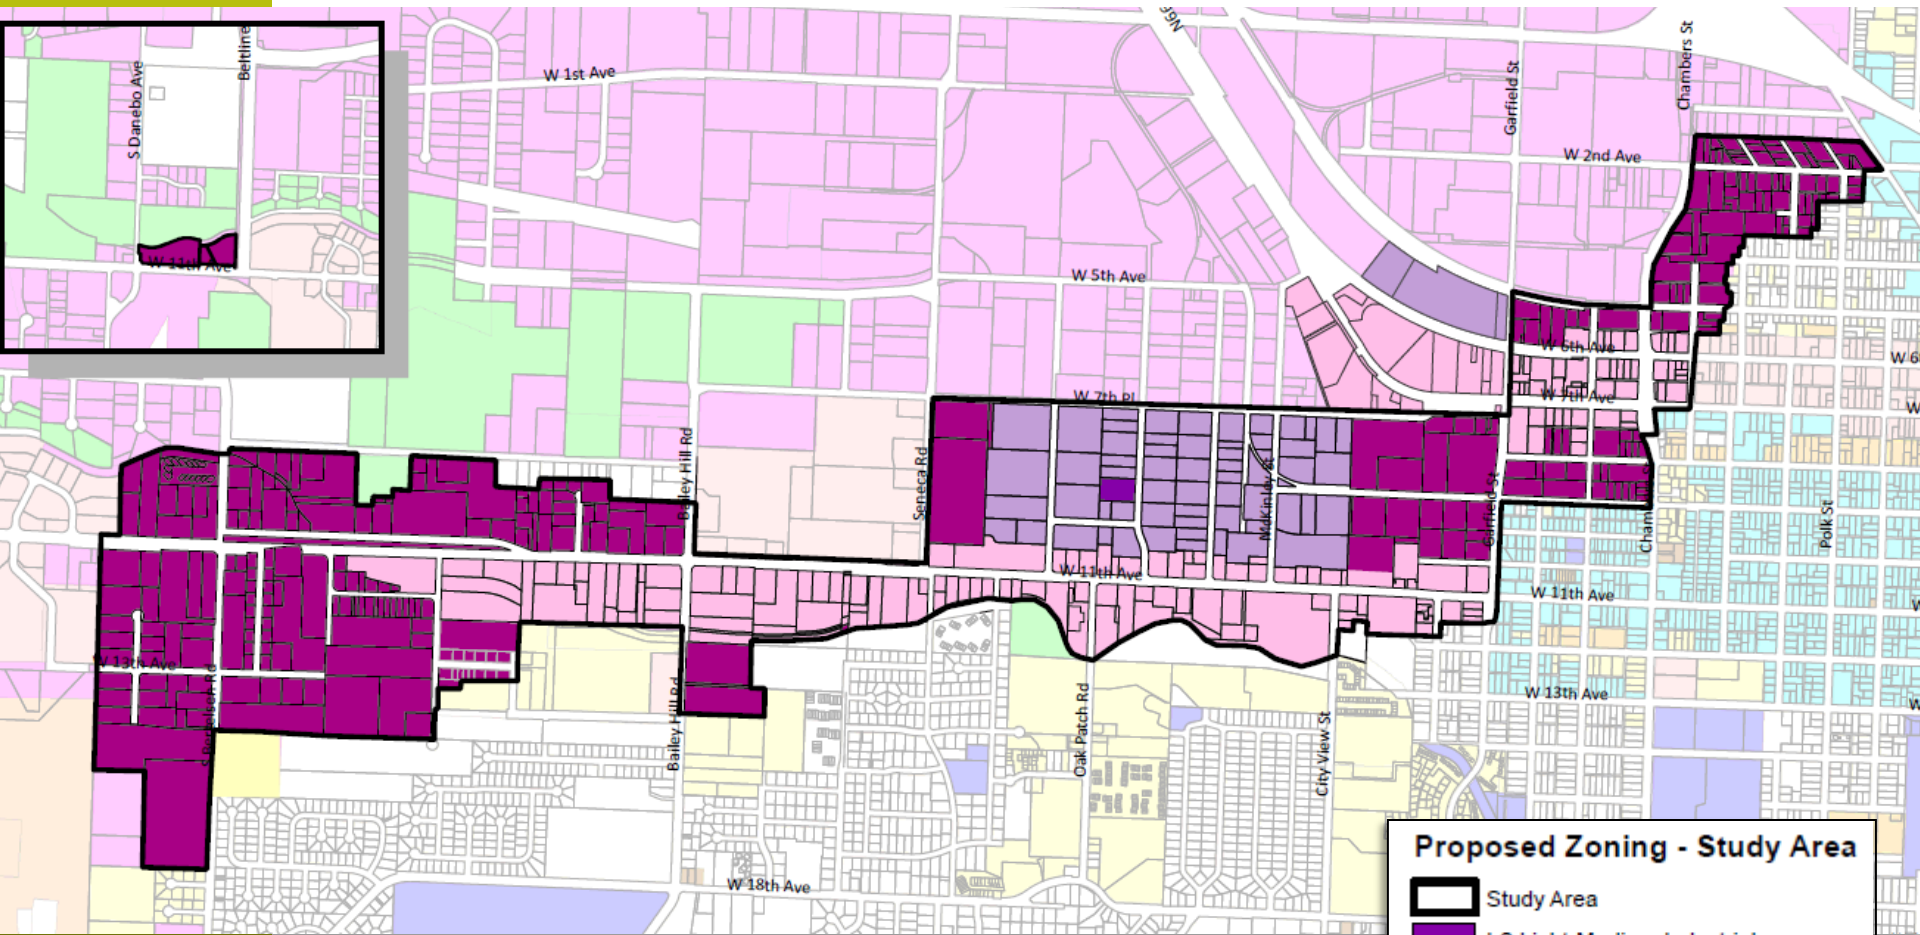 S Danebo Ave
Beltline
W 11th Ave
W 1st Ave
Garfield St
Chambers St
W 2nd Ave
W 5th Ave
W 6th Ave
W 6
W 7th Pl
W 7th Ave
W
Bailey Hill Rd
Seneca Rd
McKinley St
Garfield St
Cham
Polk St
W 11th Ave
W 11th Ave
W
W 13th Ave
Bailey Hill Rd
Oak Patch Rd
City View St
W 13th Ave
W
W 18th Ave
Proposed Zoning - Study Area
Study Area